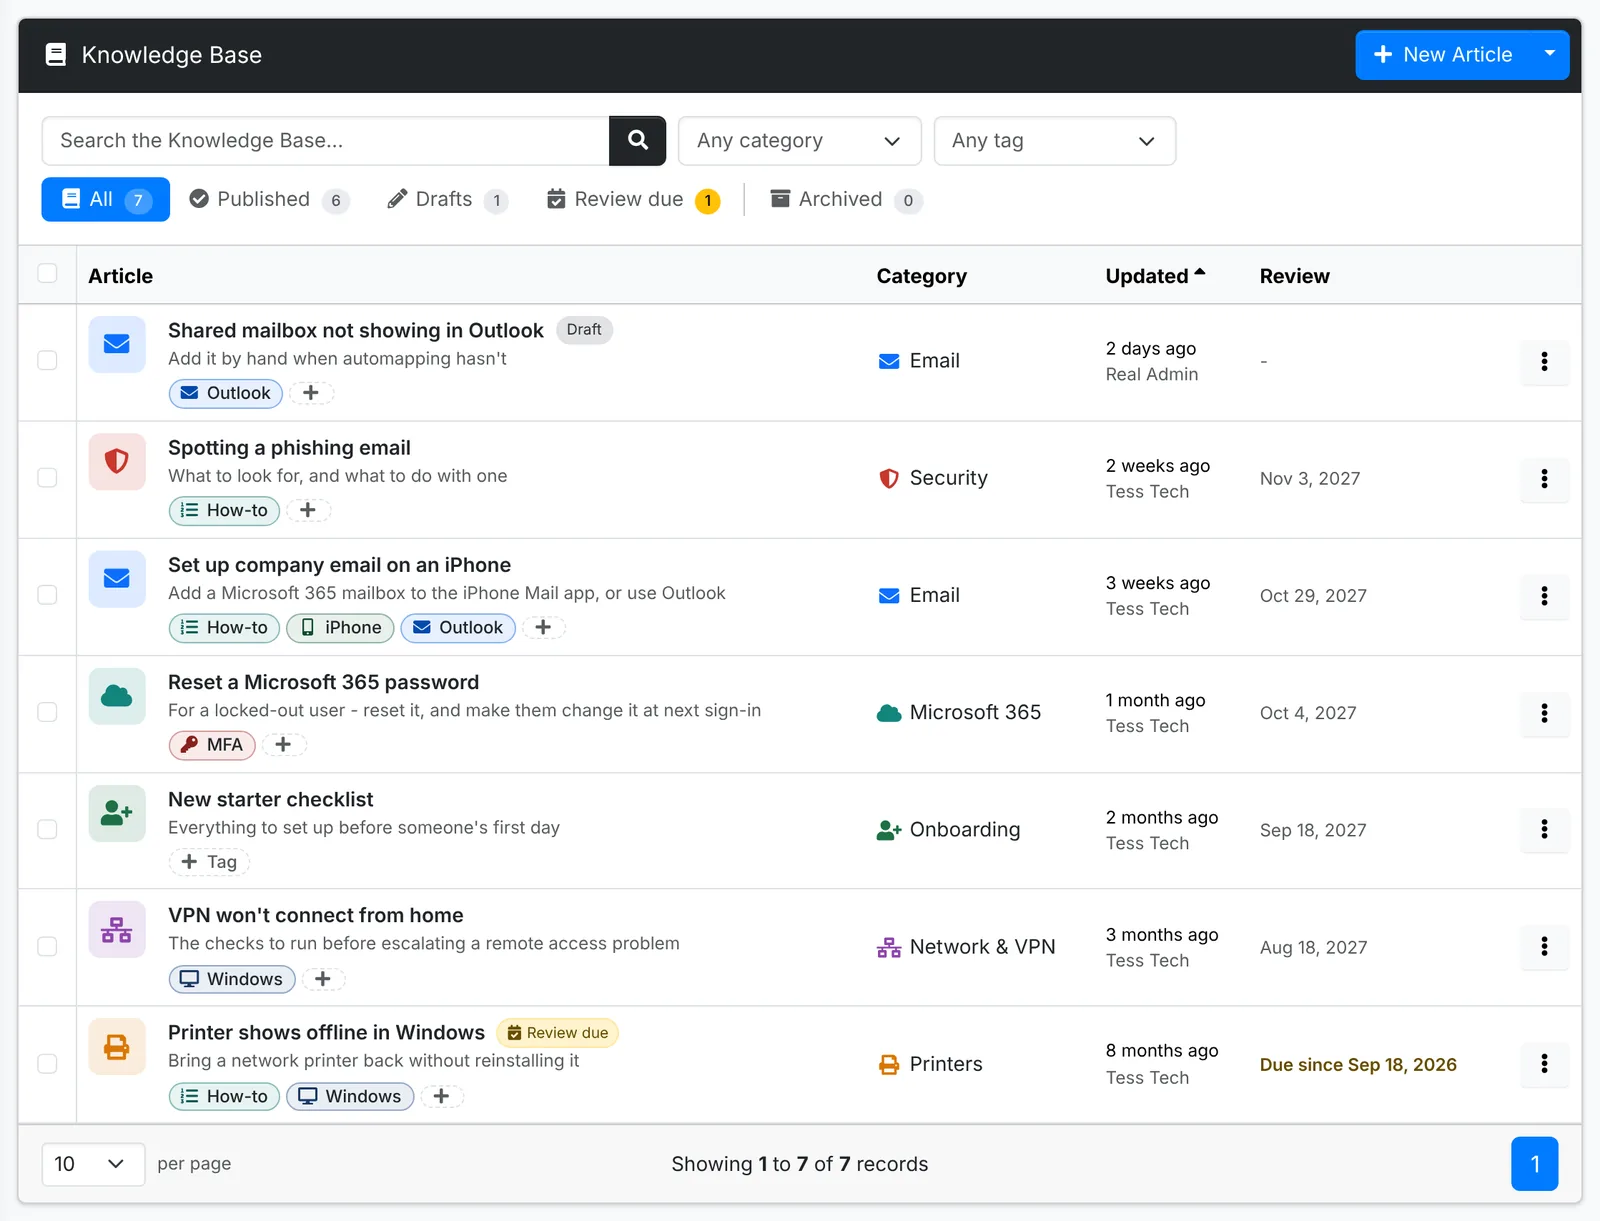 Knowledge Base
New Article
Search the Knowledge Base...
Any category
Any tag
All 7
Published 6
Drafts 1
Review due 1
Archived 0
Article
Category
Updated
Review
Shared mailbox not showing in Outlook Draft
Add it by hand when automapping hasn't
Outlook
Email
2 days ago
Real Admin
-
Spotting a phishing email
What to look for, and what to do with one
How-to
Security
2 weeks ago
Tess Tech
Nov 3, 2027
Set up company email on an iPhone
Add a Microsoft 365 mailbox to the iPhone Mail app, or use Outlook
How-to iPhone Outlook
Email
3 weeks ago
Tess Tech
Oct 29, 2027
Reset a Microsoft 365 password
For a locked-out user - reset it, and make them change it at next sign-in
MFA
Microsoft 365
1 month ago
Tess Tech
Oct 4, 2027
New starter checklist
Everything to set up before someone's first day
+ Tag
Onboarding
2 months ago
Tess Tech
Sep 18, 2027
VPN won't connect from home
The checks to run before escalating a remote access problem
Windows
Network & VPN
3 months ago
Tess Tech
Aug 18, 2027
Printer shows offline in Windows Review due
Bring a network printer back without reinstalling it
How-to Windows
Printers
8 months ago
Tess Tech
Due since Sep 18, 2026
10 per page
Showing 1 to 7 of 7 records
1